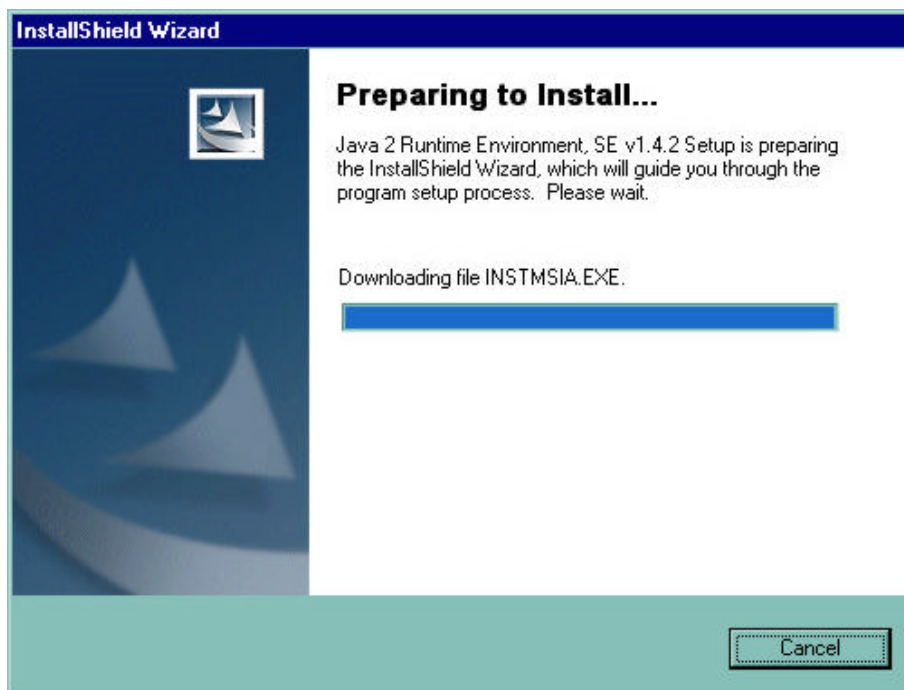 InstallShield Wizard
Preparing to Install...
Java 2 Runtime Environment, SE v1.4.2 Setup is preparing
the InstallShield Wizard, which will guide you through the
program setup process.  Please wait.
Downloading file INSTMSIA.EXE.
Cancel